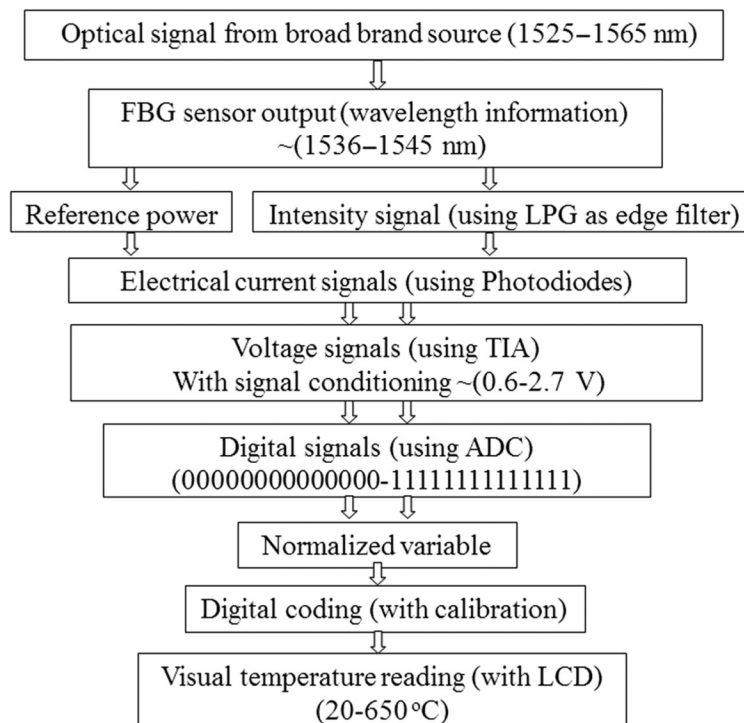 Optical signal from broad brand source (1525–1565 nm)
FBG sensor output (wavelength information)
~(1536–1545 nm)
Reference power
Intensity signal (using LPG as edge filter)
Electrical current signals (using Photodiodes)
Voltage signals (using TIA)
With signal conditioning ~(0.6-2.7 V)
Digital signals (using ADC)
(00000000000000-11111111111111)
Normalized variable
Digital coding (with calibration)
Visual temperature reading (with LCD)
(20-650 °C)